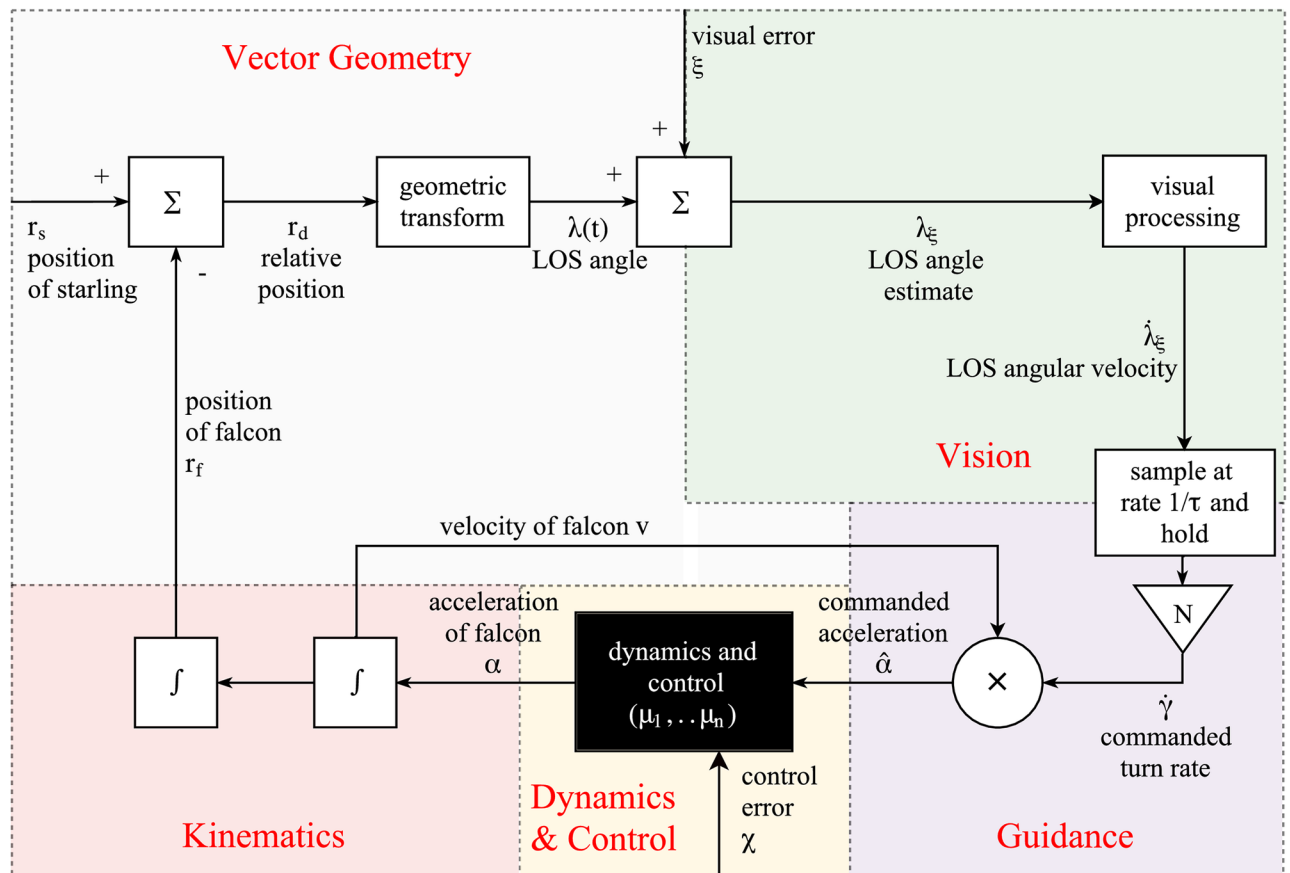 Vector Geometry
visual error
ξ
+
+
Σ
geometric
transform
+
Σ
visual
processing
r_s
position
of starling
-
r_d
relative
position
λ(t)
LOS angle
λ_ξ
LOS angle
estimate
λ̇_ξ
LOS angular velocity
position
of falcon
r_f
Vision
sample at
rate 1/τ and
hold
velocity of falcon v
N
acceleration
of falcon
α
dynamics and
control
(μ_l , . . μ_n )
commanded
acceleration
α̂
×
∫
∫
γ̇
commanded
turn rate
control
error
χ
Kinematics
Dynamics
& Control
Guidance